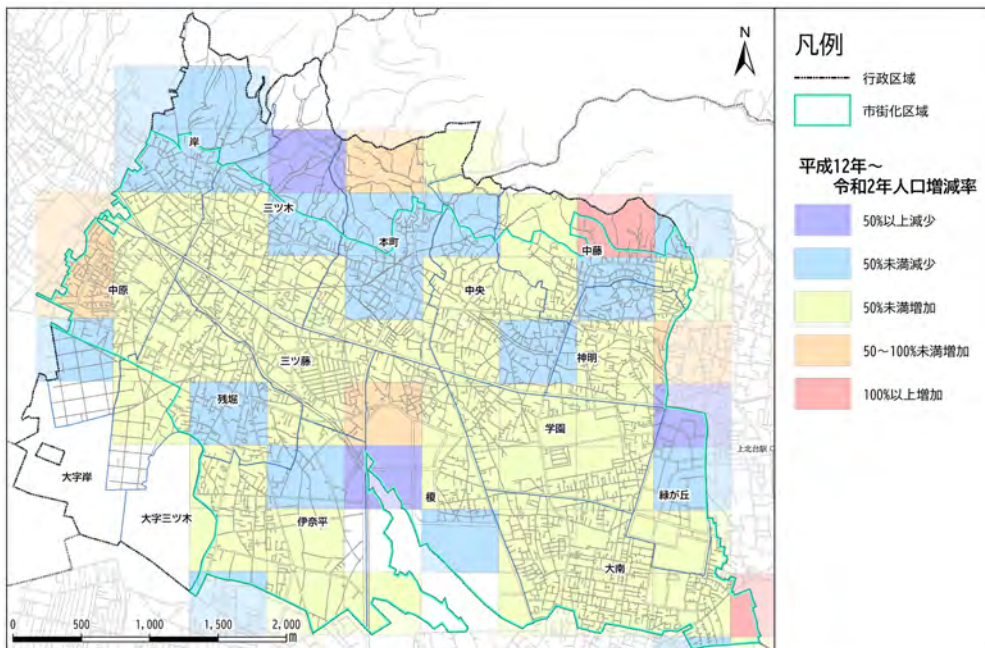 N
岸
三ツ木
本町
中藤
中原
中央
三ツ藤
神明
残堀
学園
上北台駅
大字岸
榎
緑が丘
大字三ツ木
伊奈平
大南
0 500 1,000 1,500 2,000
m
凡例
行政区域
市街化区域
平成12年～
令和2年人口増減率
50%以上減少
50%未満減少
50%未満増加
50～100%未満増加
100%以上増加